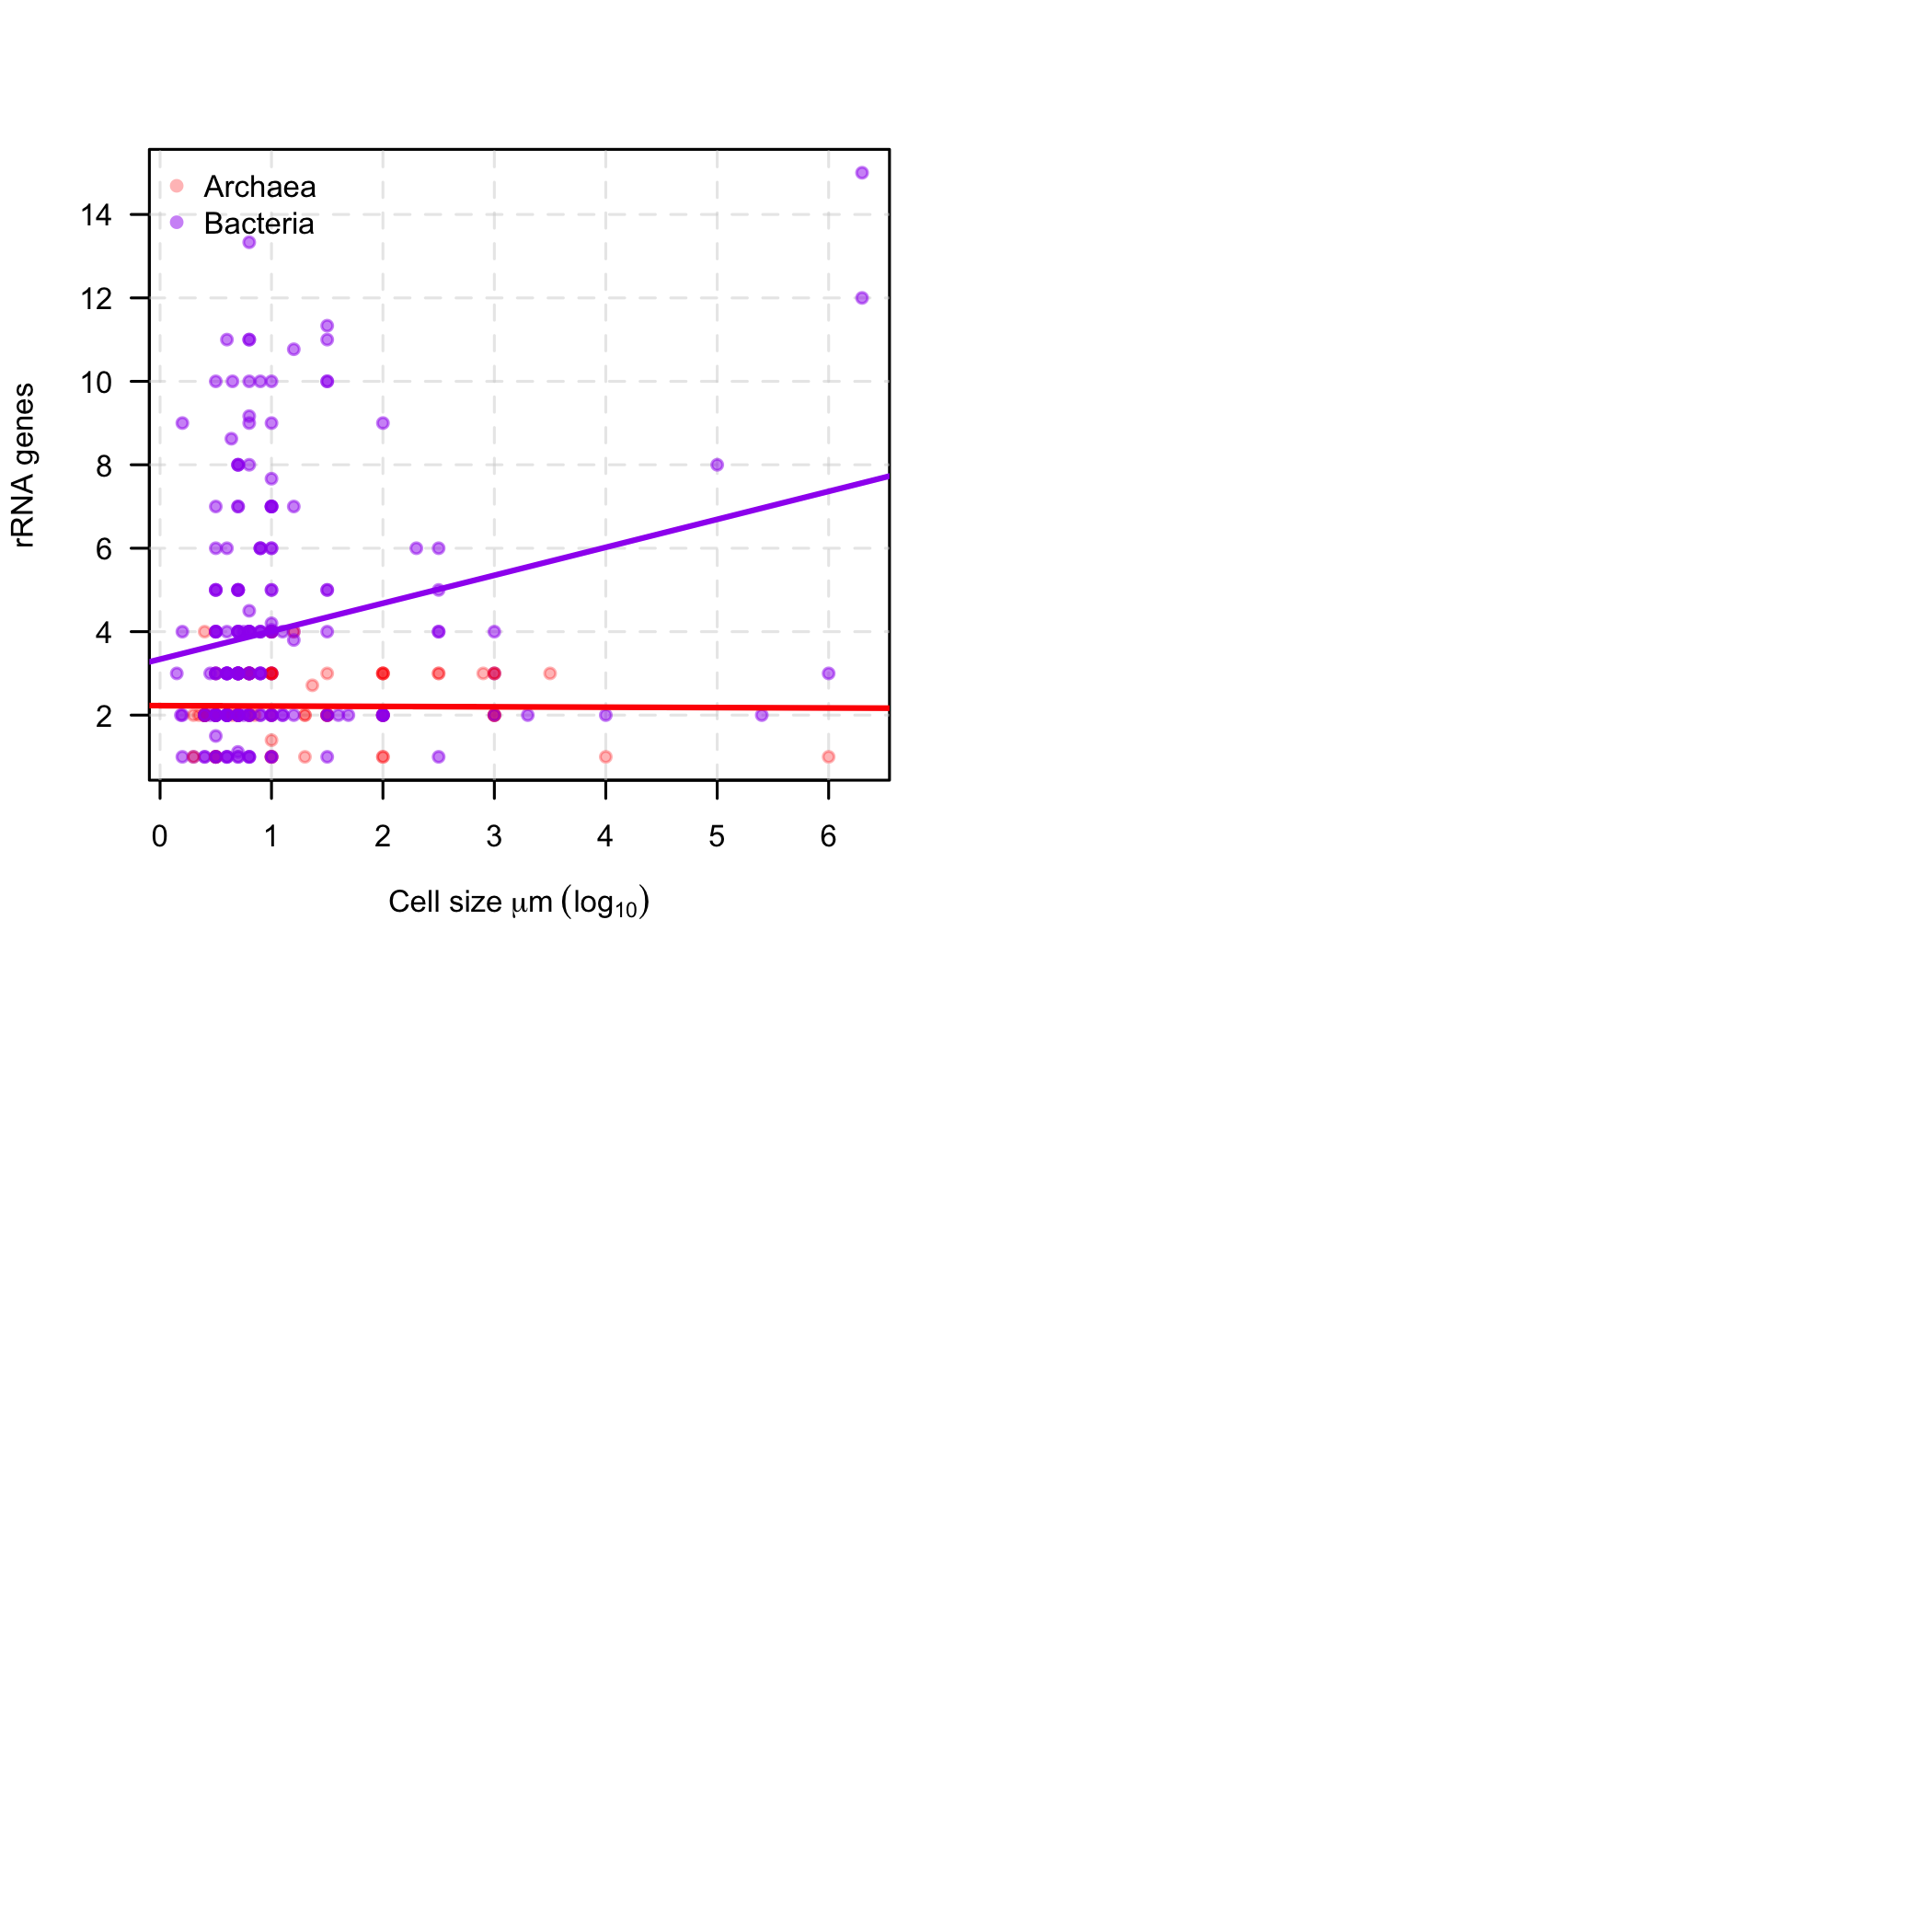 Archaea
Bacteria
14
12
10
8
6
4
2
rRNA genes
0 1 2 3 4 5 6
Cell size μm (log₁₀)